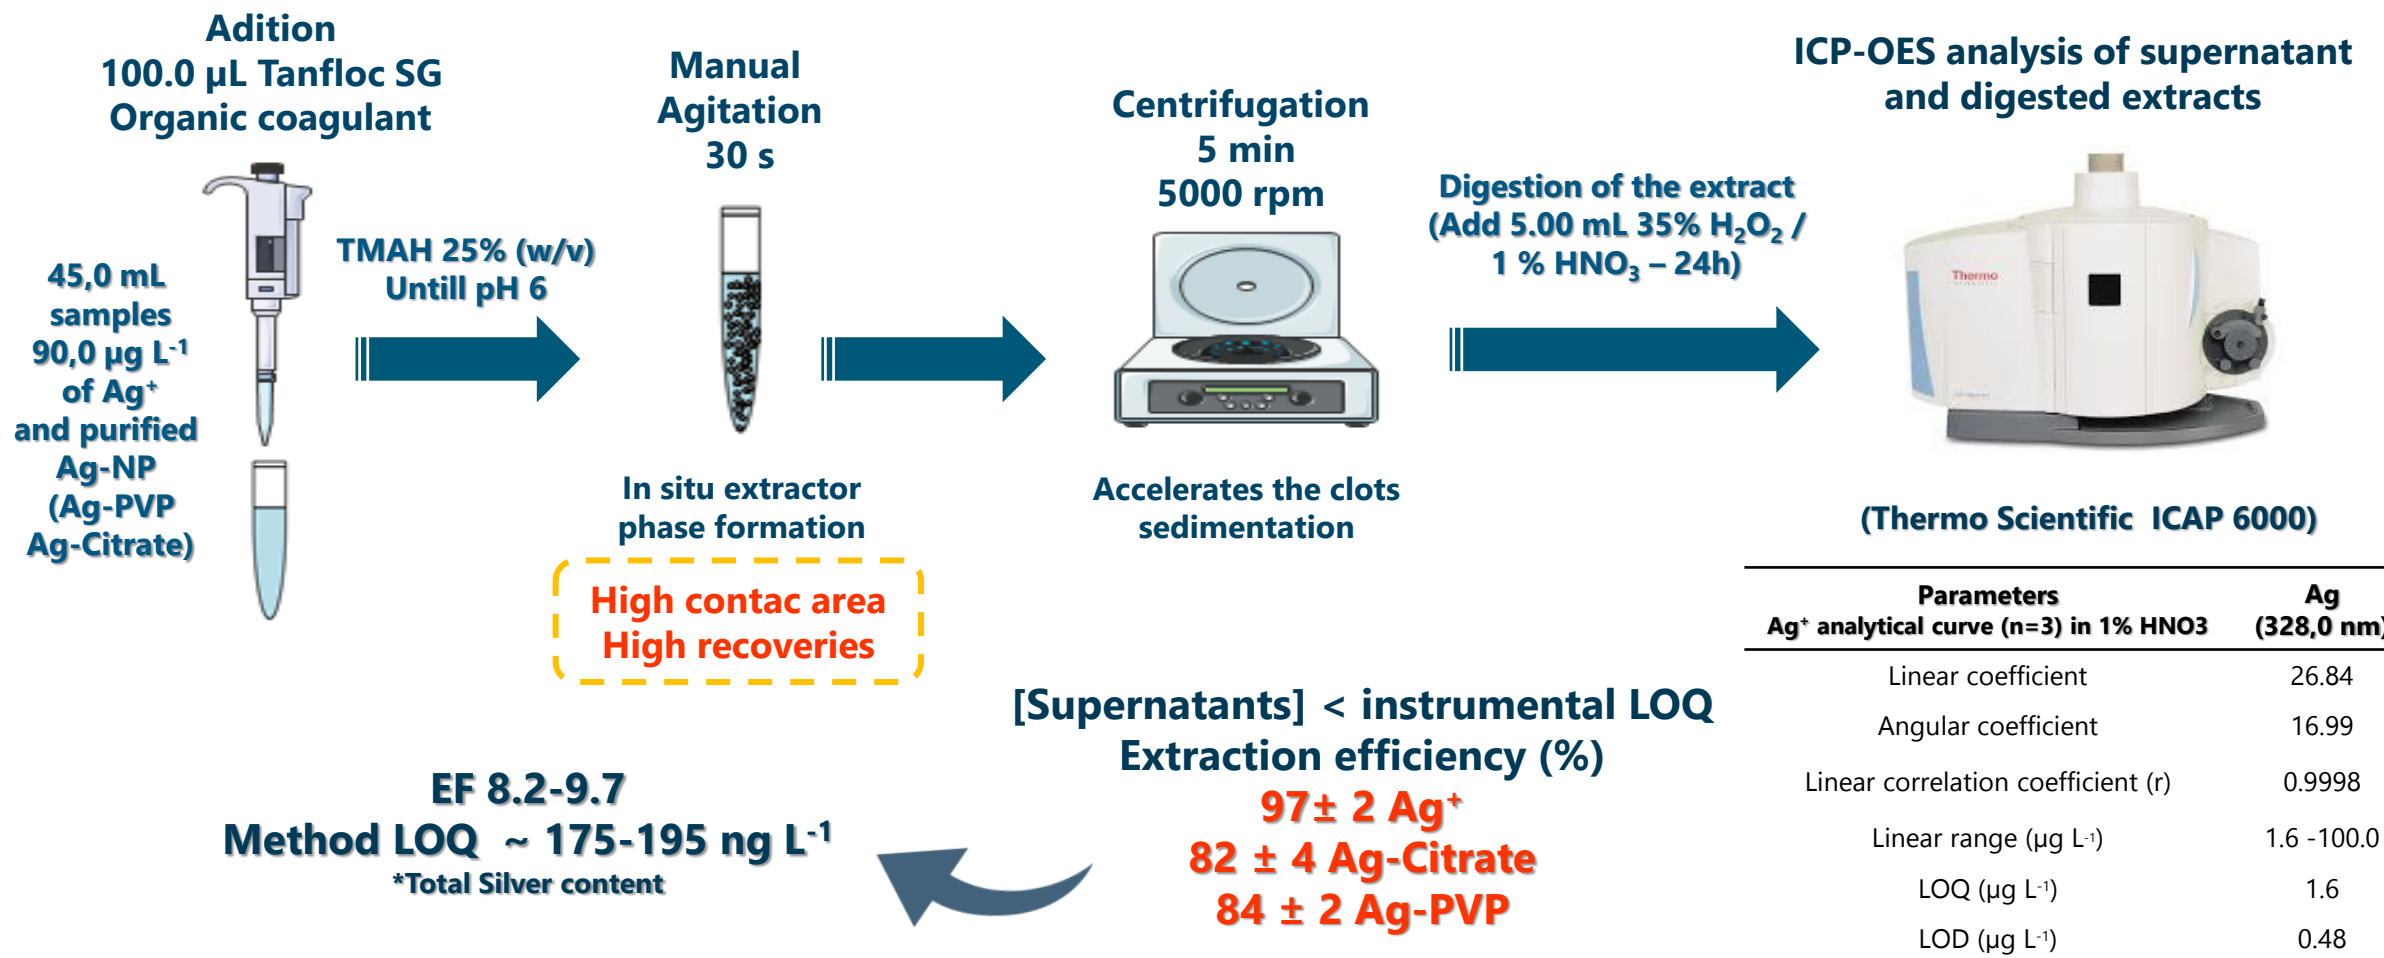 Adition
100.0 µL Tanfloc SG
Organic coagulant
45,0 mL
samples
90,0 µg L⁻¹
of Ag⁺
and purified
Ag-NP
(Ag-PVP
Ag-Citrate)
TMAH 25% (w/v)
Untill pH 6
Manual
Agitation
30 s
In situ extractor
phase formation
High contac area
High recoveries
Centrifugation
5 min
5000 rpm
Accelerates the clots
sedimentation
Digestion of the extract
(Add 5.00 mL 35% H₂O₂ /
1 % HNO₃ – 24h)
ICP-OES analysis of supernatant
and digested extracts
Thermo
(Thermo Scientific ICAP 6000)
Parameters Ag
Ag⁺ analytical curve (n=3) in 1% HNO3 (328,0 nm)
Linear coefficient 26.84
Angular coefficient 16.99
Linear correlation coefficient (r) 0.9998
Linear range (µg L⁻¹) 1.6 -100.0
LOQ (µg L⁻¹) 1.6
LOD (µg L⁻¹) 0.48
[Supernatants] < instrumental LOQ
Extraction efficiency (%)
97± 2 Ag⁺
82 ± 4 Ag-Citrate
84 ± 2 Ag-PVP
EF 8.2-9.7
Method LOQ ~ 175-195 ng L⁻¹
*Total Silver content